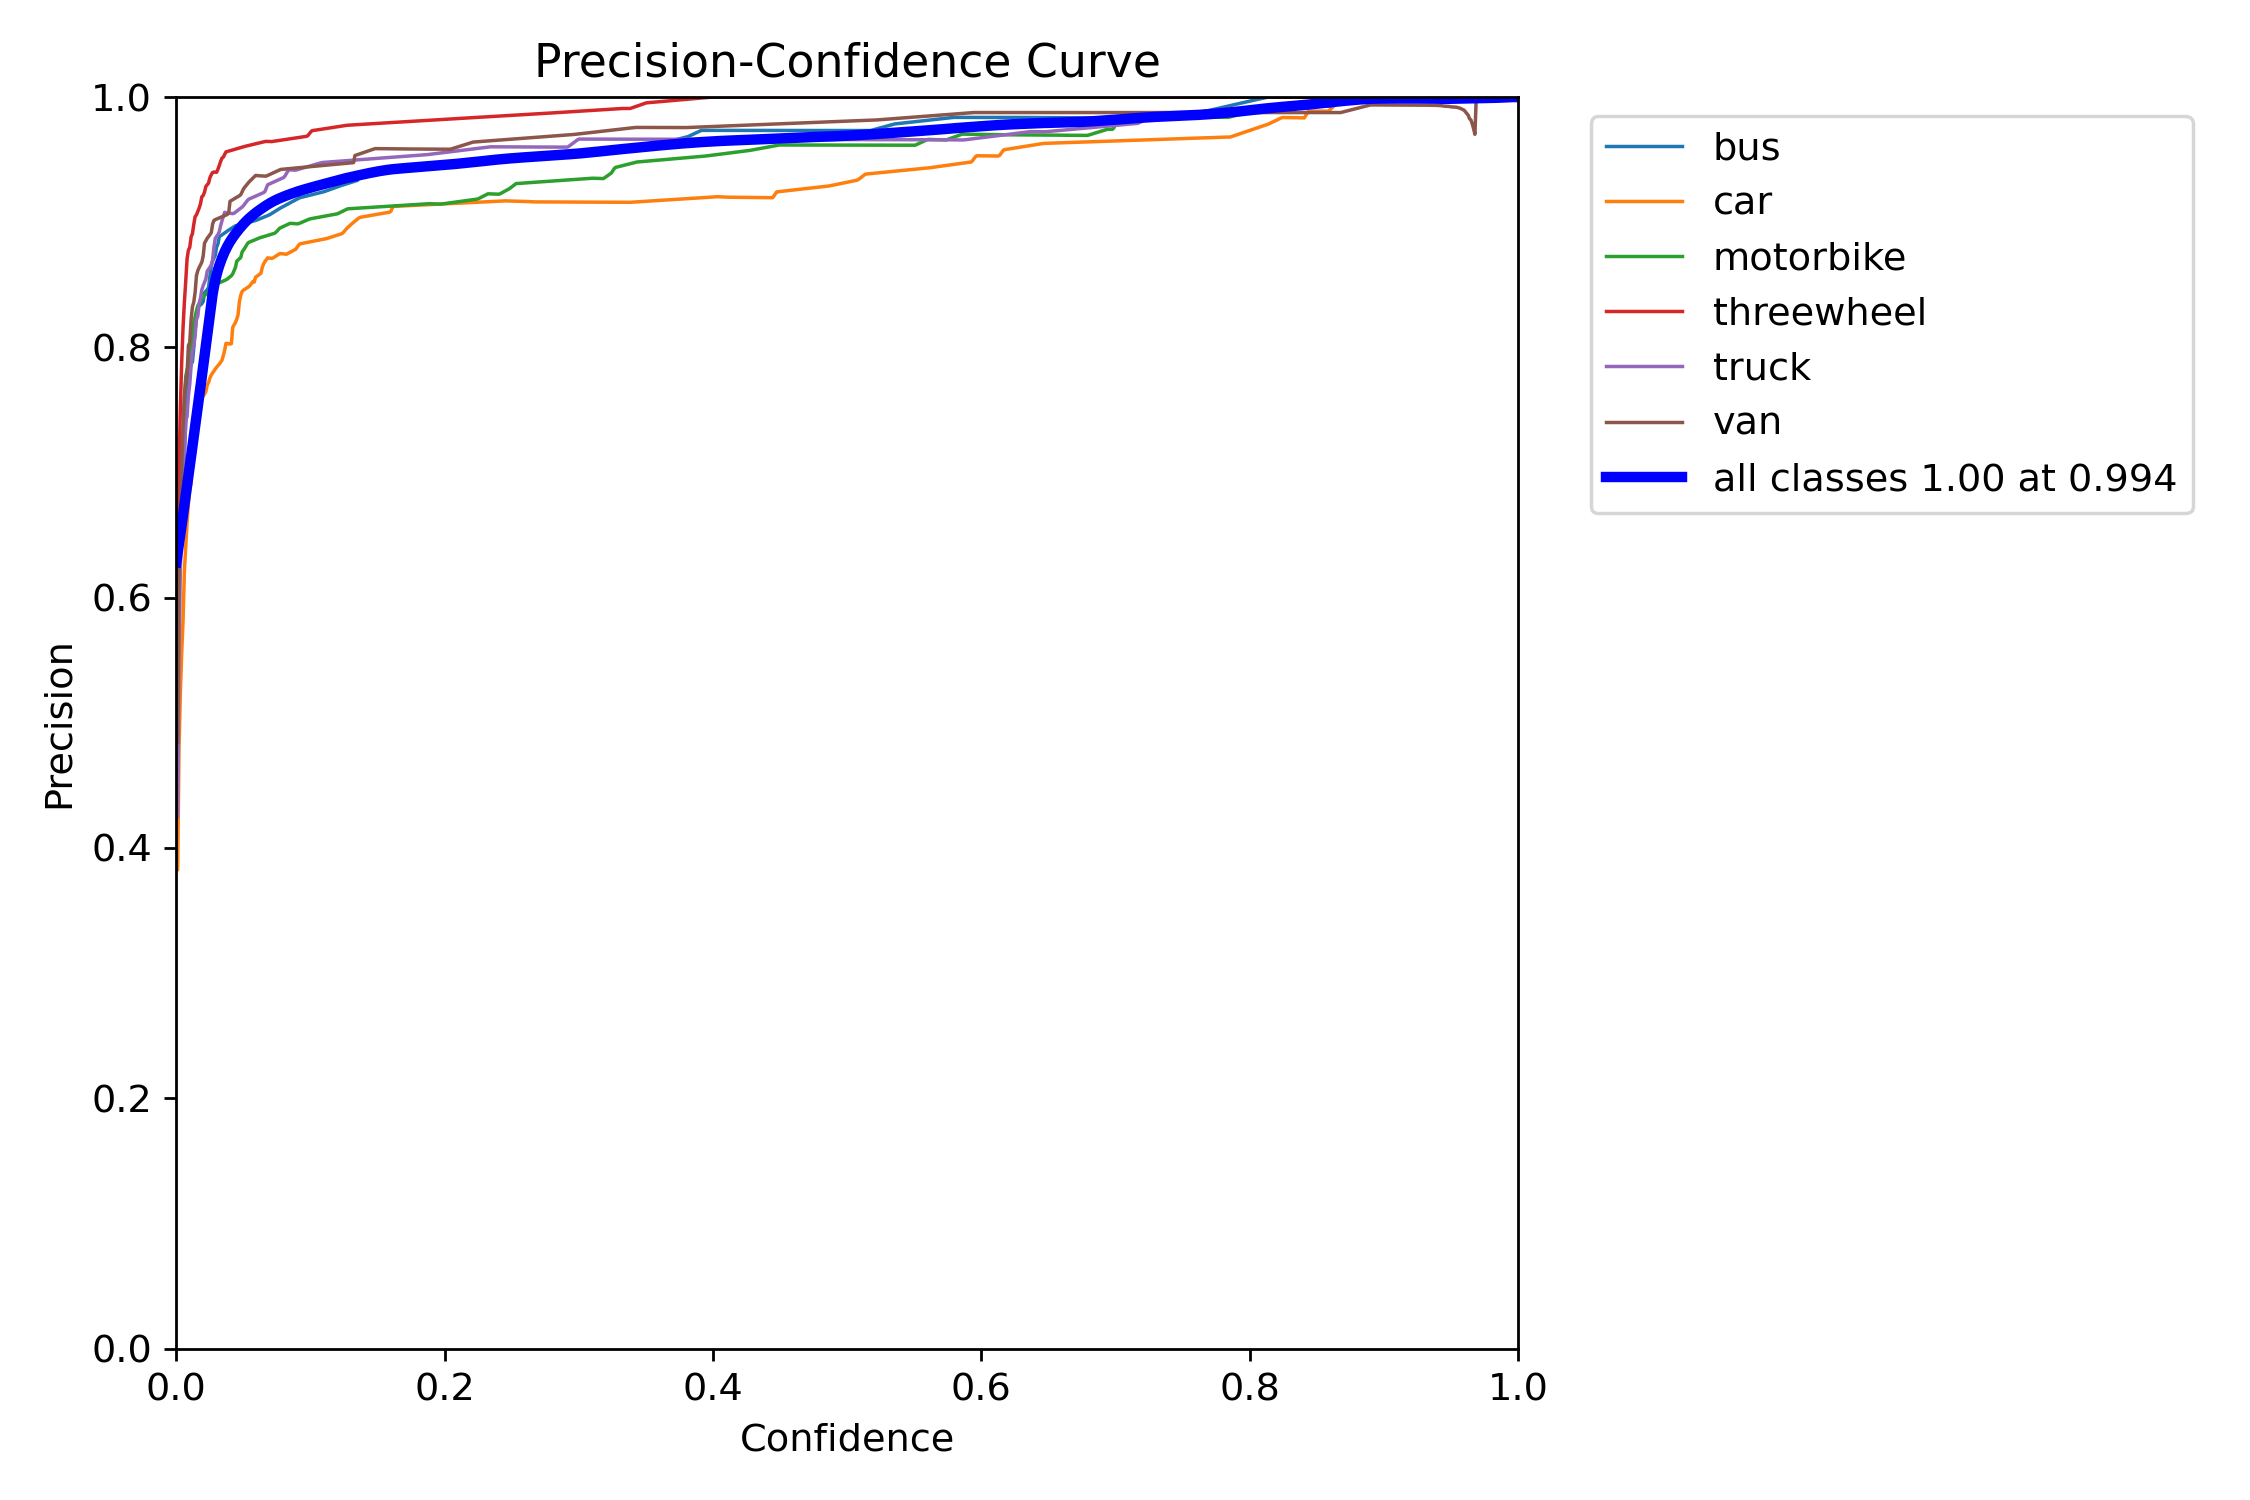 Precision-Confidence Curve
1.0
0.8
0.6
0.4
0.2
0.0
Precision
0.0 0.2 0.4 0.6 0.8 1.0
Confidence
bus
car
motorbike
threewheel
truck
van
all classes 1.00 at 0.994